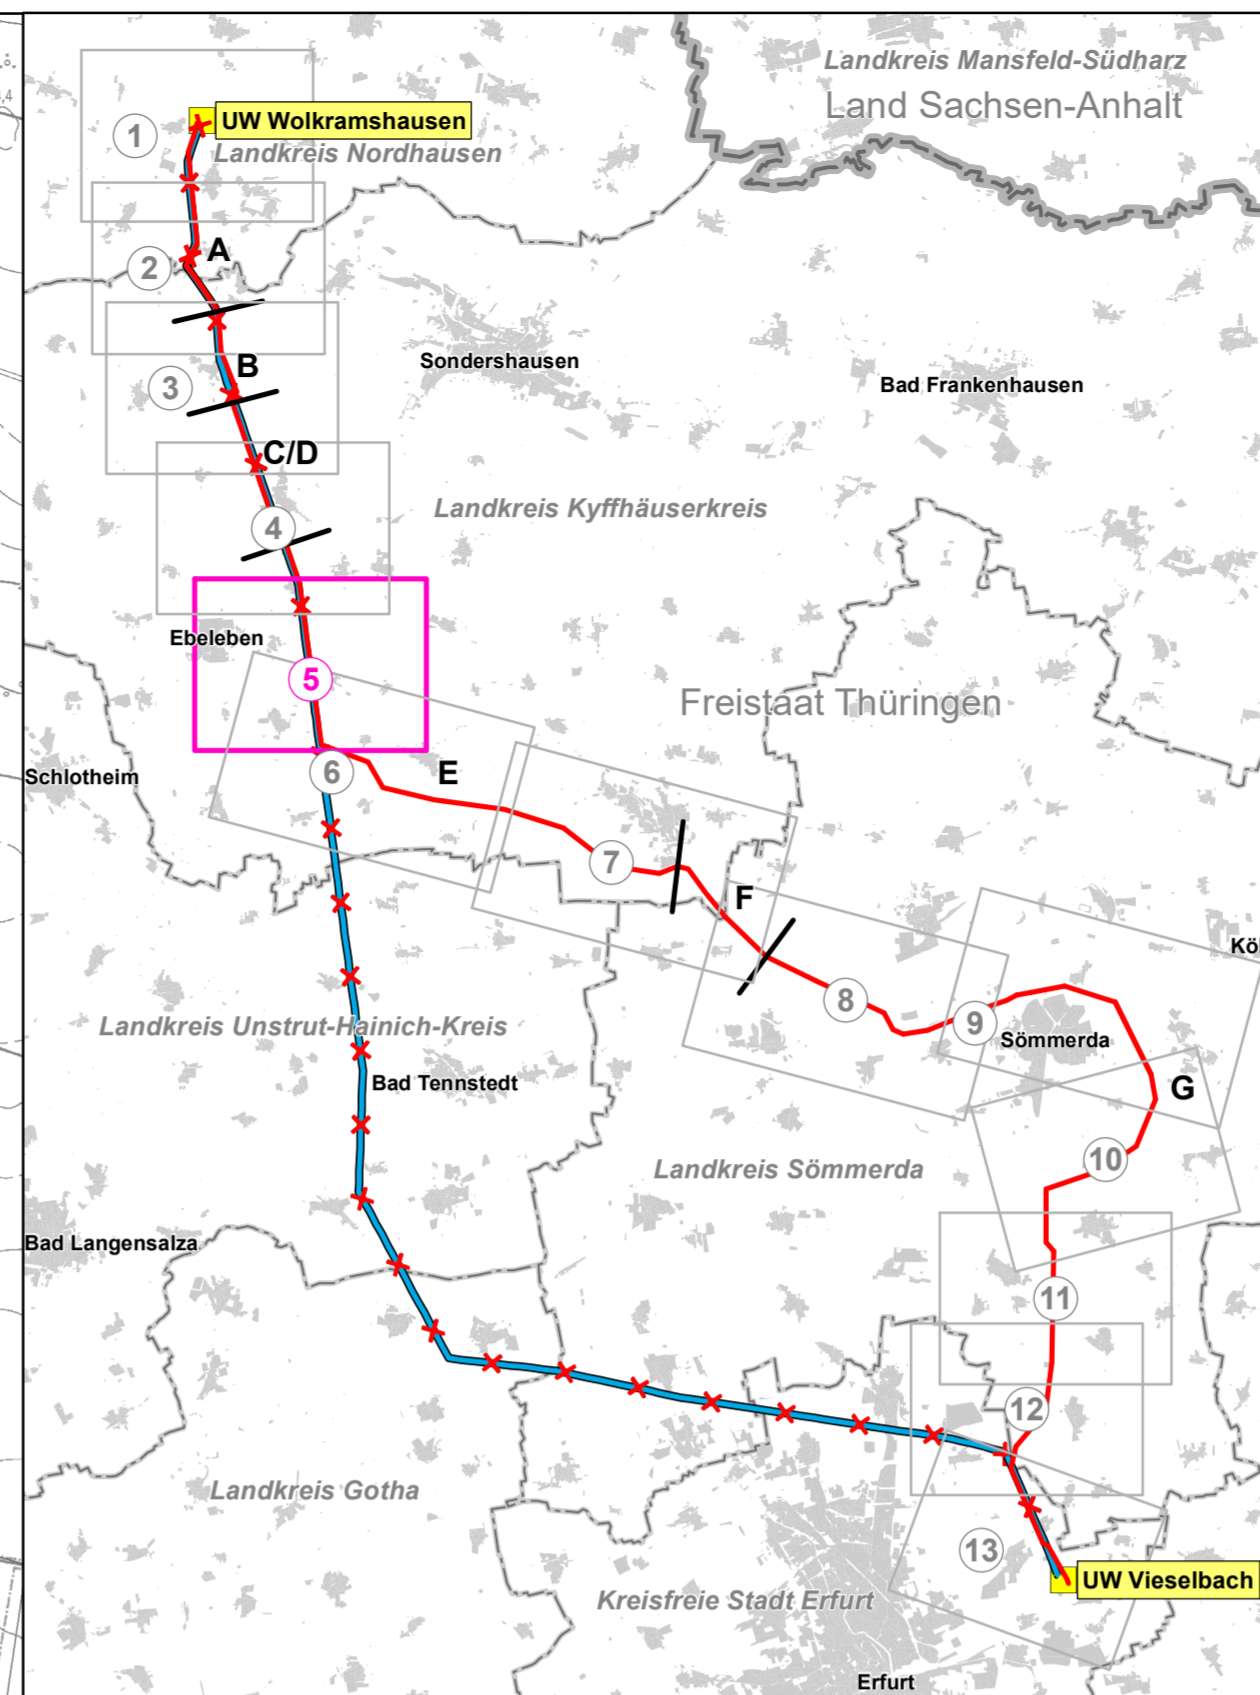 Landkreis Mansfeld-Südharz
Land Sachsen-Anhalt
UW Wolkramshausen
1
Landkreis Nordhausen
A
2
B
Sondershausen
3
Bad Frankenhausen
C/D
Landkreis Kyffhäuserkreis
4
Ebeleben
5
Freistaat Thüringen
Schlotheim
6
E
7
F
Kö
8
9
Landkreis Unstrut-Hainich-Kreis
Sömmerda
Bad Tennstedt
G
10
Landkreis Sömmerda
Bad Langensalza
11
12
Landkreis Gotha
13
UW Vieselbach
Kreisfreie Stadt Erfurt
Erfurt